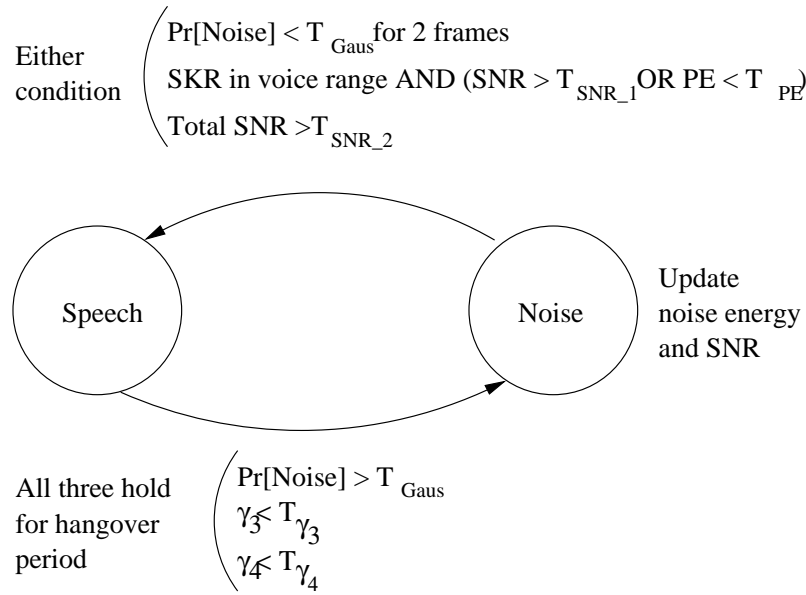 Either
condition
Pr[Noise] < T Gaus for 2 frames
SKR in voice range AND (SNR > T SNR_1 OR PE < T PE)
Total SNR >T SNR_2
Speech
Noise
Update
noise energy
and SNR
All three hold
for hangover
period
Pr[Noise] > T Gaus
γ3< Tγ3
γ4< Tγ4